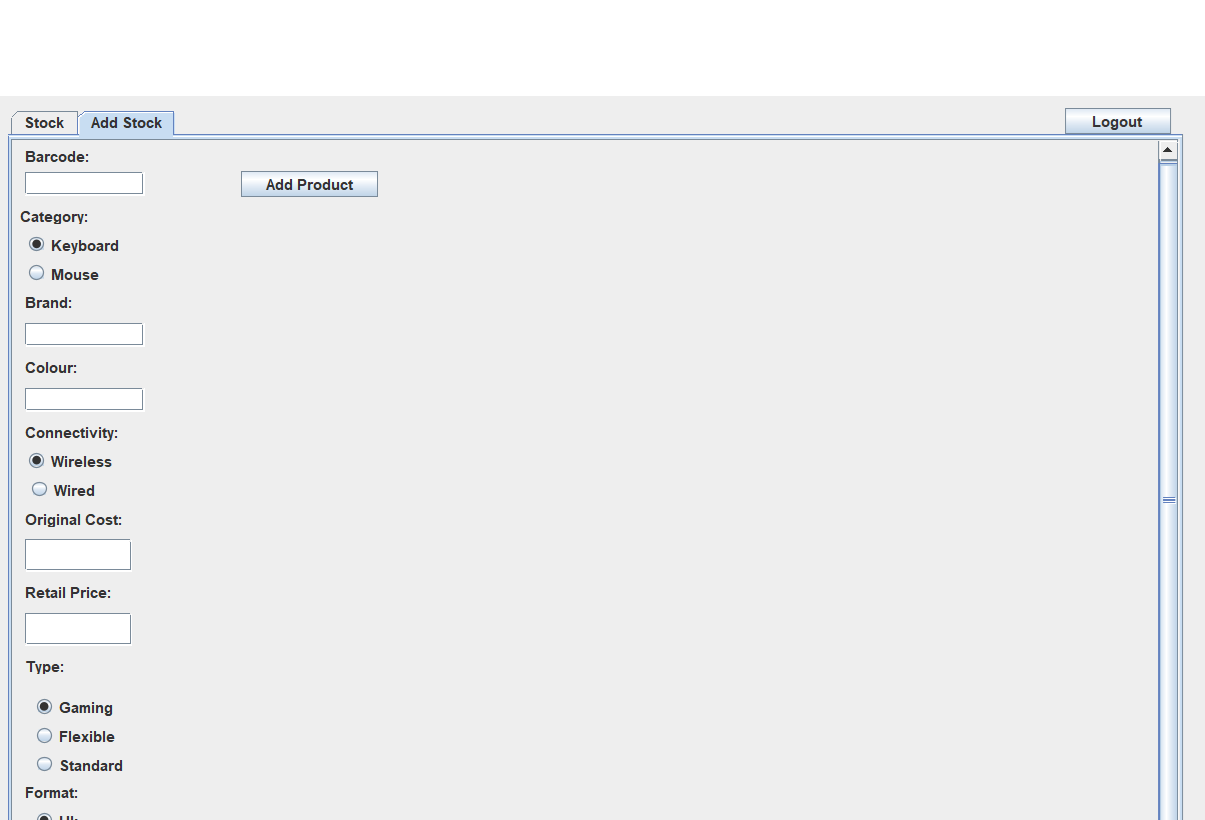 Stock Add Stock Logout
Barcode:
Add Product
Category:
Keyboard
Mouse
Brand:
Colour:
Connectivity:
Wireless
Wired
Original Cost:
Retail Price:
Type:
Gaming
Flexible
Standard
Format: